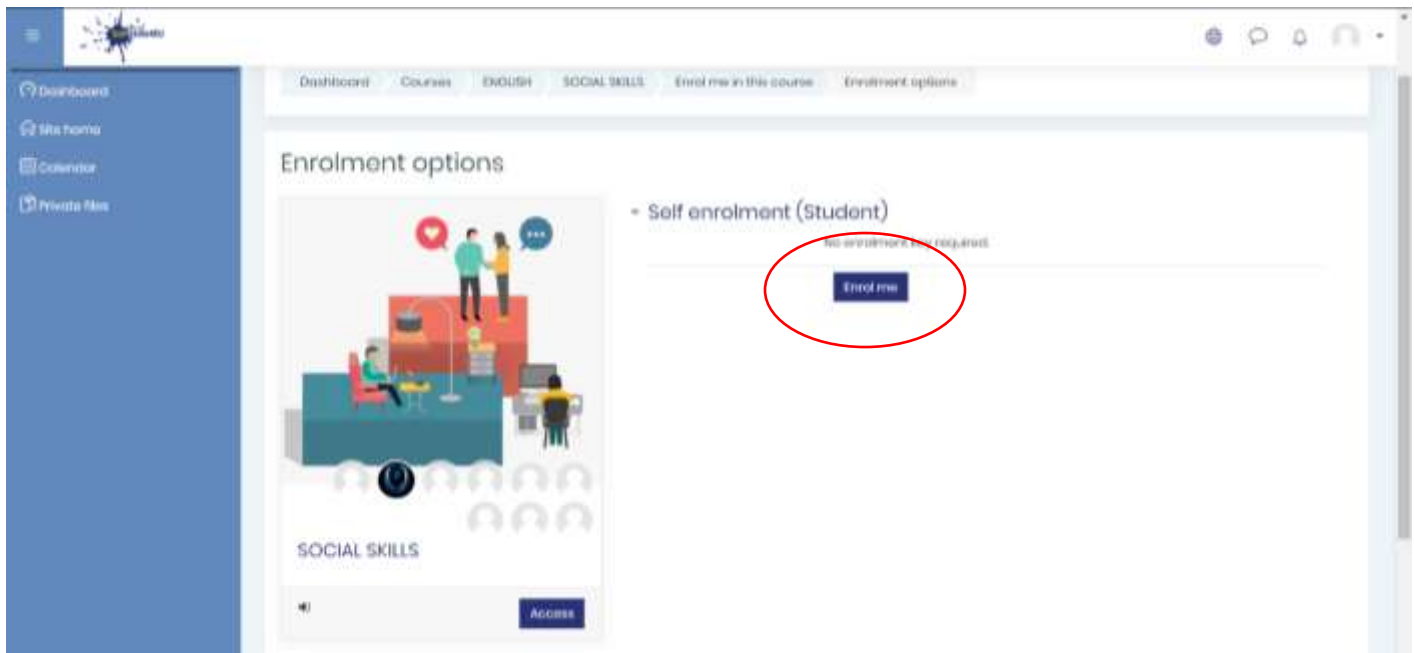 Dashboard
Dashboard Courses ENGLISH SOCIAL SKILLS Enrol me in this course Enrolment options
Site home
Calendar
Private files
Enrolment options
Self enrolment (Student)
No enrolment key required.
Enrol me
SOCIAL SKILLS
Access